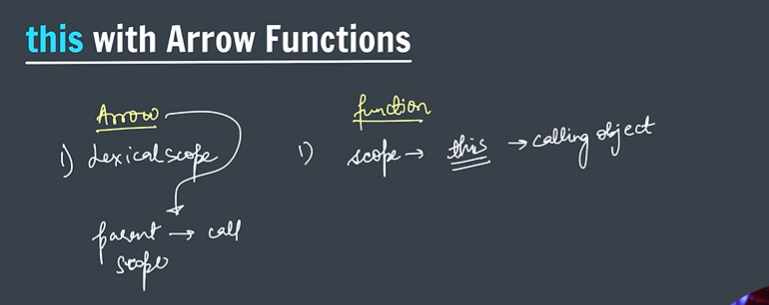 this with Arrow Functions
Arrow
1) Lexical scope
parent → call
scope
function
1) scope → this → calling object